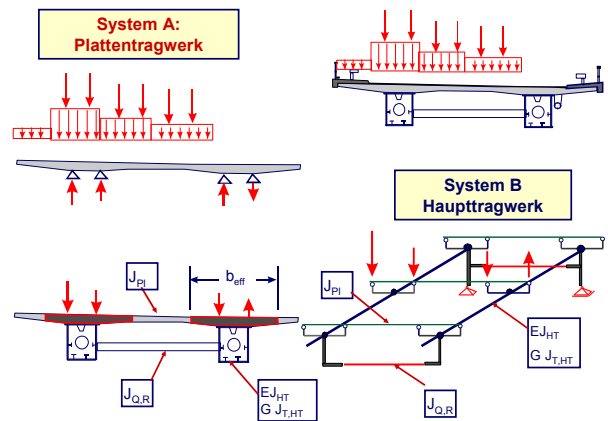 System A:
Plattentragwerk
System B
Haupttragwerk
J_Pl
b_eff
J_Q,R
EJ_HT
G J_T,HT
J_Pl
EJ_HT
G J_T,HT
J_Q,R